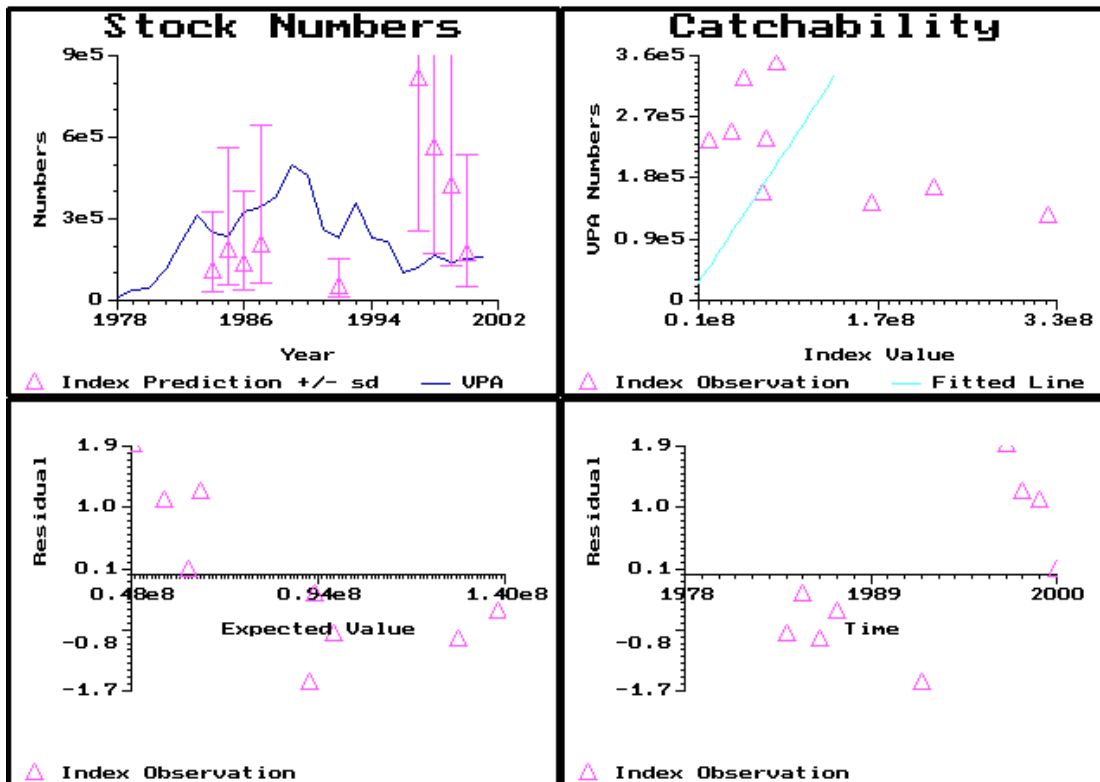 Stock Numbers
9e5
6e5
3e5
0
Numbers
1978 1986 1994 2002
Year
Index Prediction +/- sd VPA
Catchability
3.6e5
2.7e5
1.8e5
0.9e5
0
VPA Numbers
0.1e8 1.7e8 3.3e8
Index Value
Index Observation Fitted Line
1.9
1.0
0.1
-0.8
-1.7
Residual
0.48e8 0.94e8 1.40e8
Expected Value
Index Observation
1.9
1.0
0.1
-0.8
-1.7
Residual
1978 1989 2000
Time
Index Observation